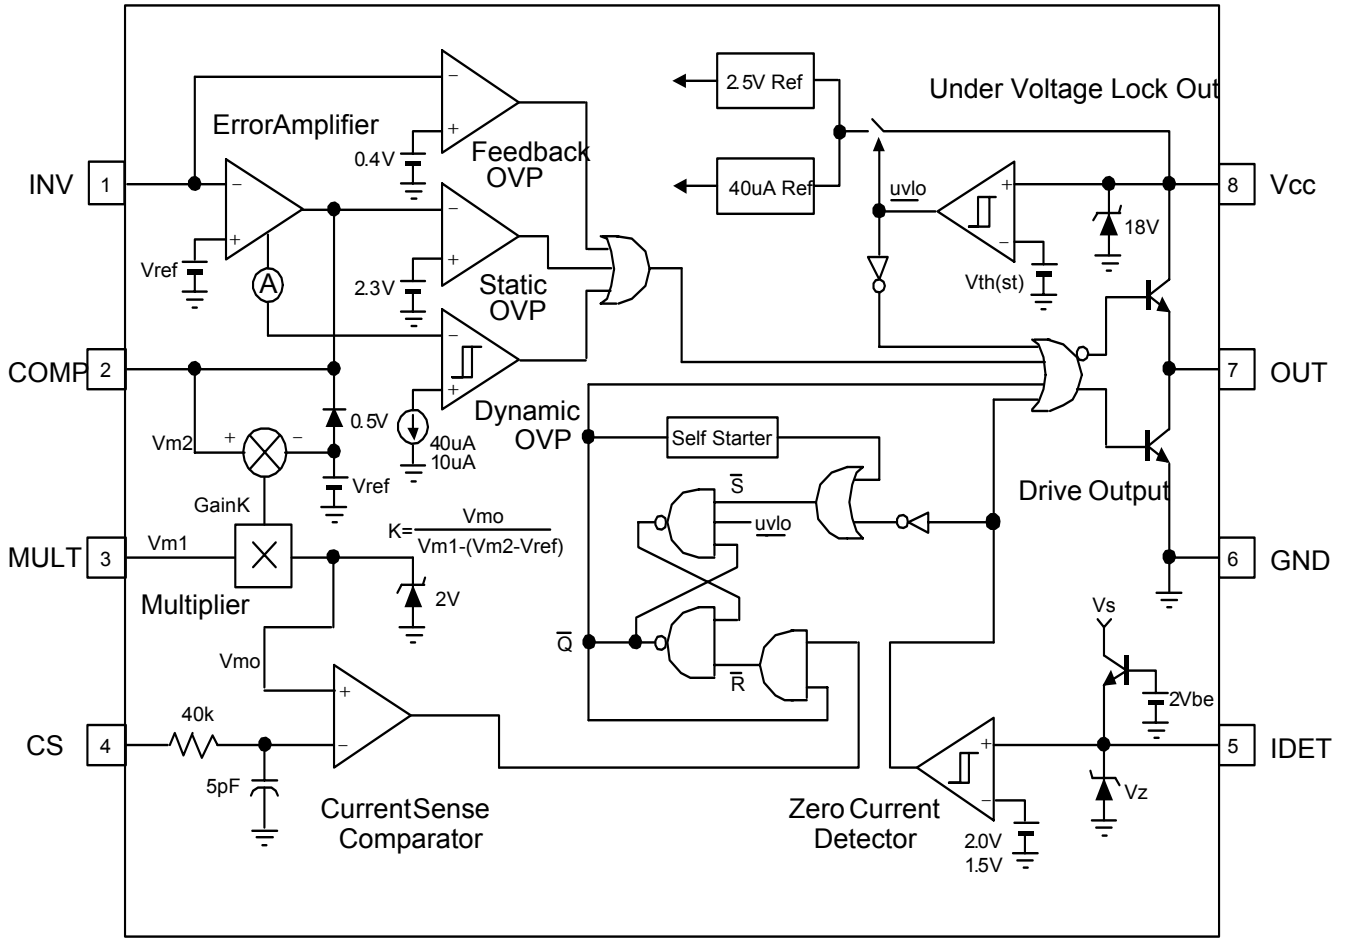 2.5V Ref
Under Voltage Lock Out
ErrorAmplifier
−
+
0.4V
Feedback
OVP
INV
1
−
+
Vref
A
40uA Ref
uvlo
+
−
18V
8
Vcc
−
+
2.3V
Static
OVP
Vth(st)
COMP
2
−
+
40uA
10uA
Dynamic
OVP
7
OUT
0.5V
Vm2
+
−
Vref
GainK
Self Starter
S
uvlo
Drive Output
K=
Vmo
Vm1-(Vm2-Vref)
MULT
3
Vm1
2V
Multiplier
6
GND
Q
R
Vs
2Vbe
Vmo
+
−
CS
4
40k
5pF
CurrentSense
Comparator
+
−
Zero Current
Detector
2.0V
1.5V
Vz
5
IDET